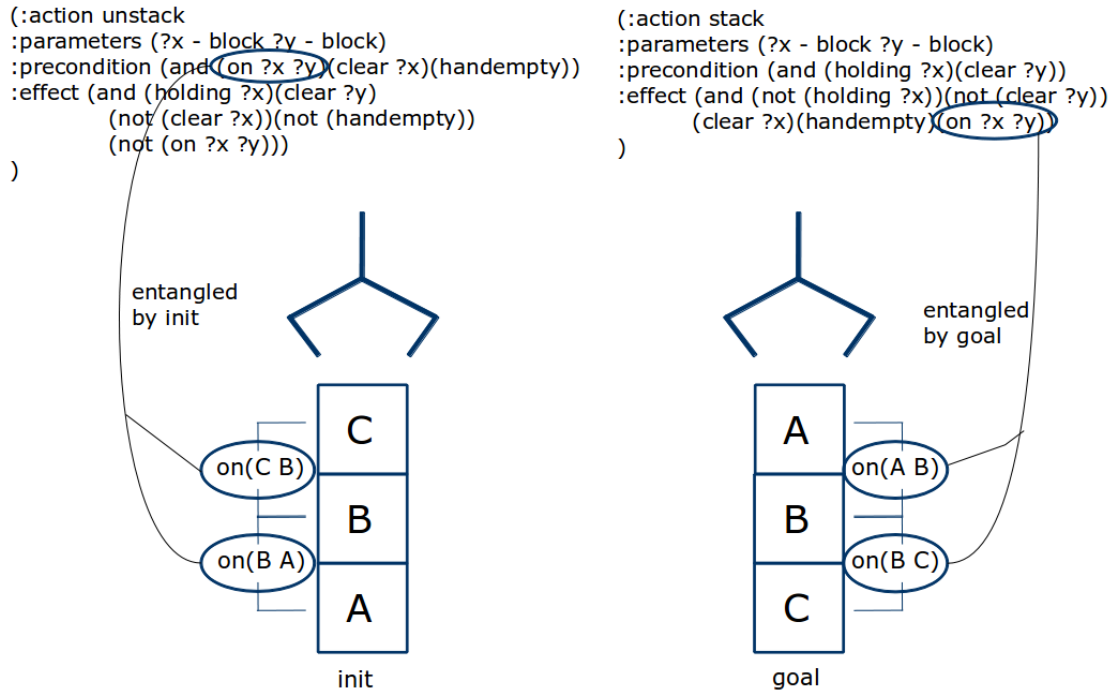 (:action unstack
:parameters (?x - block ?y - block)
:precondition (and (on ?x ?y)(clear ?x)(handempty))
:effect (and (holding ?x)(clear ?y)
(not (clear ?x))(not (handempty))
(not (on ?x ?y)))
)
(:action stack
:parameters (?x - block ?y - block)
:precondition (and (holding ?x)(clear ?y))
:effect (and (not (holding ?x))(not (clear ?y))
(clear ?x)(handempty)(on ?x ?y))
)
entangled
by init
C
on(C B)
B
on(B A)
A
init
entangled
by goal
A
on(A B)
B
on(B C)
C
goal